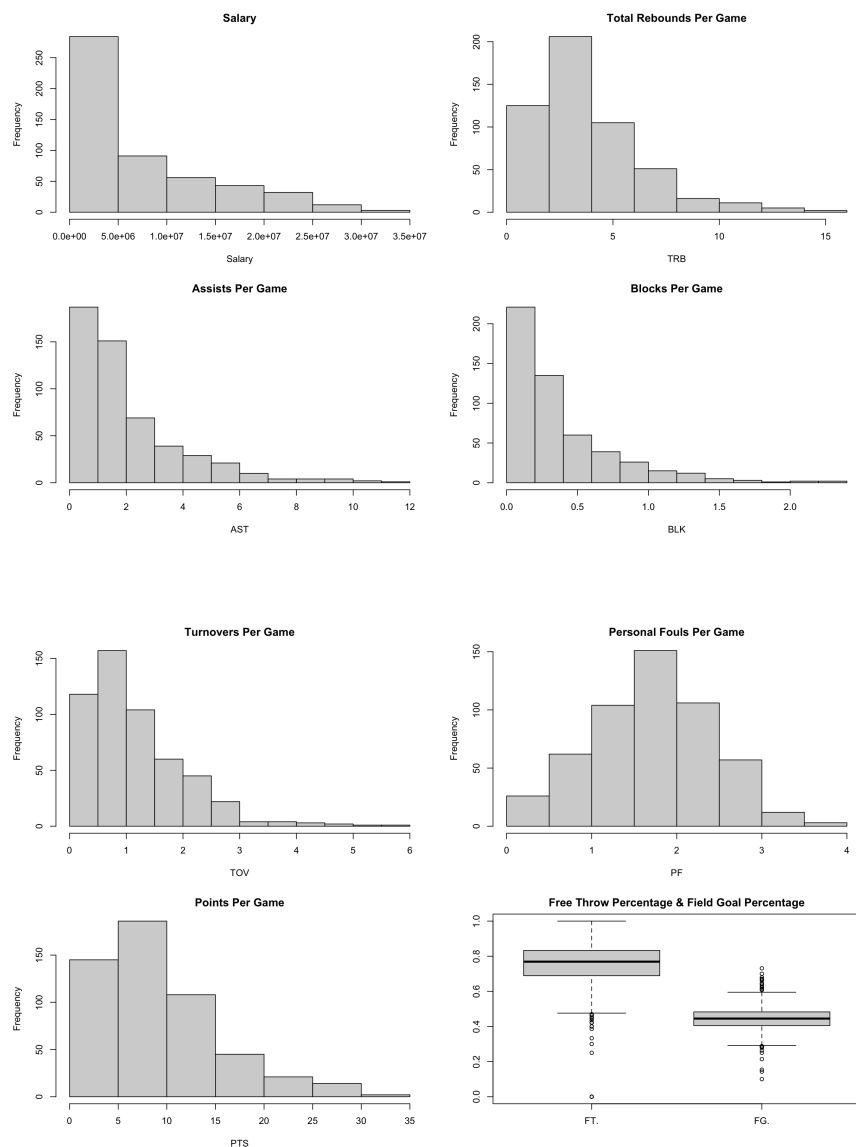 Salary
Frequency
0 50 100 150 200 250
0.0e+00 5.0e+06 1.0e+07 1.5e+07 2.0e+07 2.5e+07 3.0e+07 3.5e+07
Salary
Total Rebounds Per Game
Frequency
0 50 100 150 200
0 5 10 15
TRB
Assists Per Game
Frequency
0 50 100 150
0 2 4 6 8 10 12
AST
Blocks Per Game
Frequency
0 50 100 150 200
0.0 0.5 1.0 1.5 2.0
BLK
Turnovers Per Game
Frequency
0 50 100 150
0 1 2 3 4 5 6
TOV
Personal Fouls Per Game
Frequency
0 50 100 150
0 1 2 3 4
PF
Points Per Game
Frequency
0 50 100 150
0 5 10 15 20 25 30 35
PTS
Free Throw Percentage & Field Goal Percentage
0.0 0.2 0.4 0.6 0.8 1.0
FT. FG.